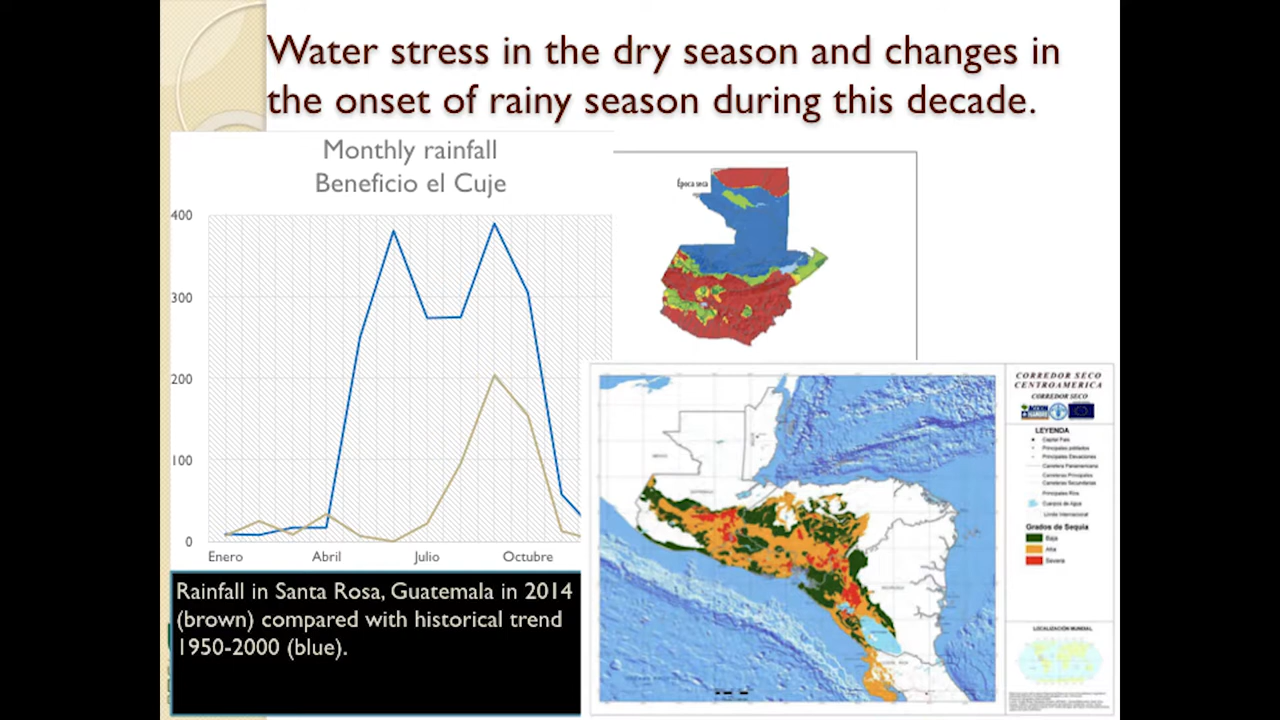 Water stress in the dry season and changes in
the onset of rainy season during this decade.
Monthly rainfall
Beneficio el Cuje
400
300
200
100
0
Enero
Abril
Julio
Octubre
Rainfall in Santa Rosa, Guatemala in 2014
(brown) compared with historical trend
1950-2000 (blue).
Época seca
CORREDOR SECO
CENTROAMERICA
CORREDOR SECO
LEYENDA
Capital País
Principales poblados
Principales Elevaciones
Carretera Panamericana
Carreteras Principales
Carreteras Secundarias
Principales Ríos
Cuerpos de Agua
Límite Internacional
Grados de Sequía
Baja
Alta
Severa
LOCALIZACIÓN MUNDIAL